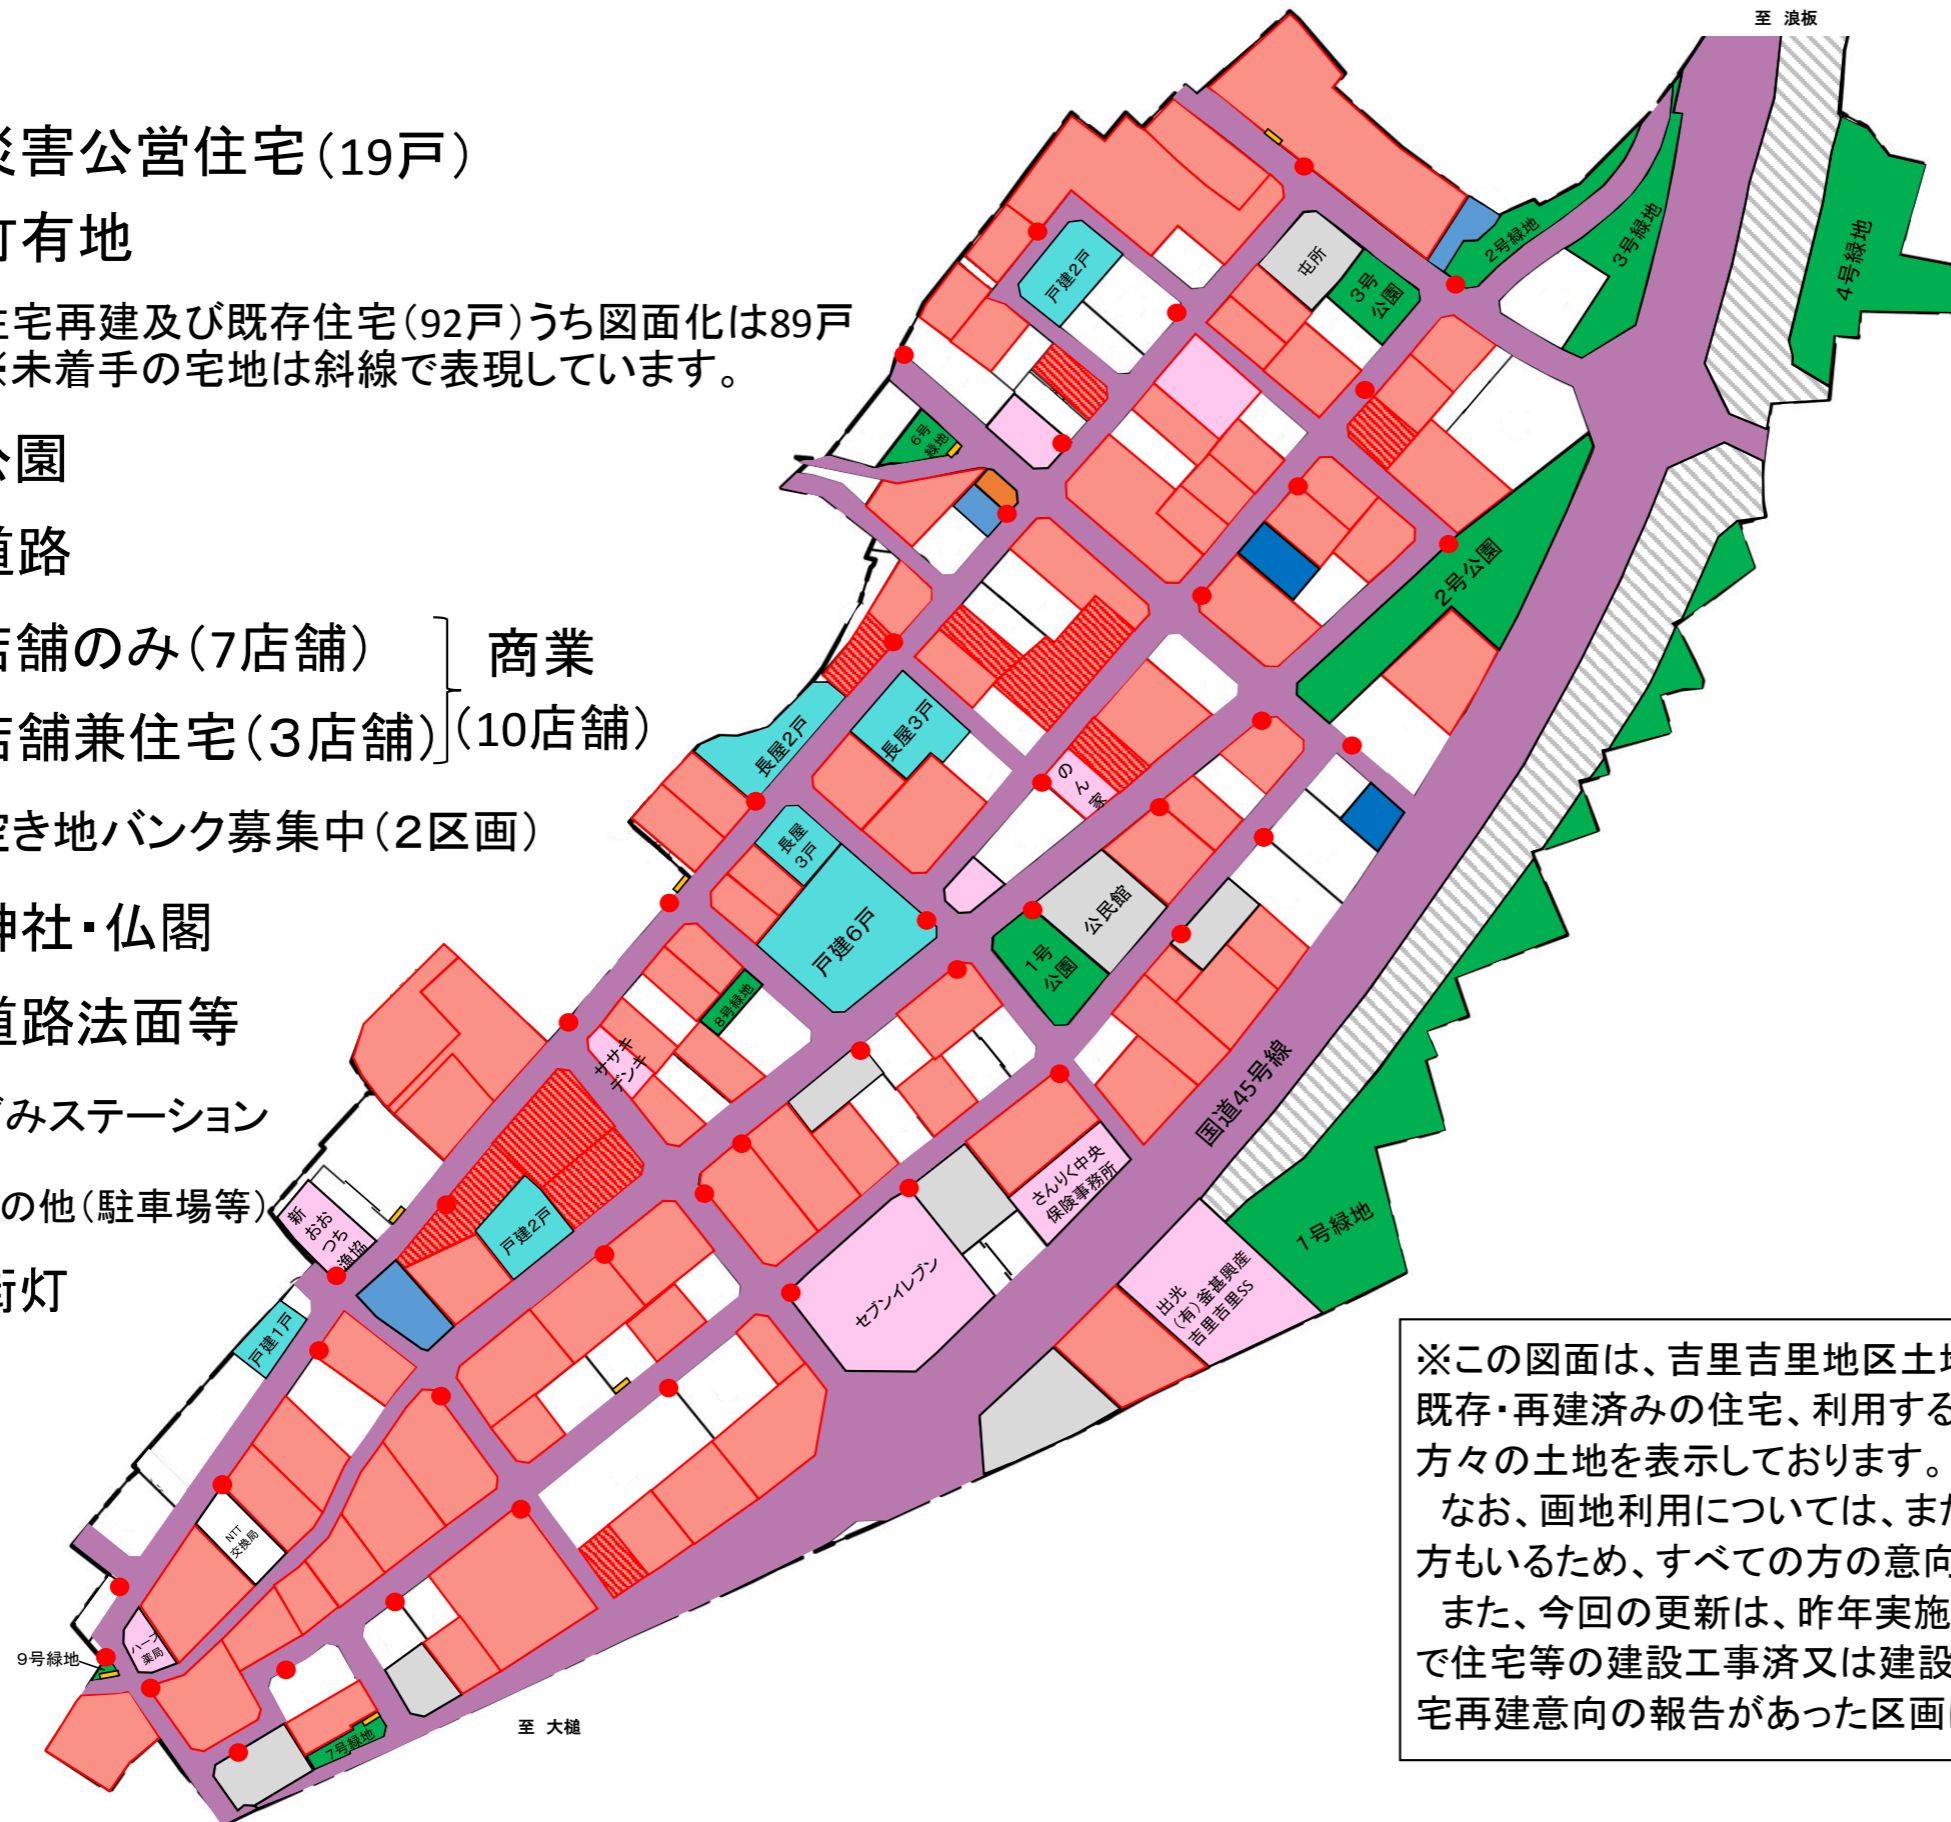 至 浪板
災害公営住宅(19戸)
町有地
住宅再建及び既存住宅(92戸)うち図面化は89戸
※未着手の宅地は斜線で表現しています。
公園
道路
店舗のみ(7店舗)
店舗兼住宅(3店舗)
商業
(10店舗)
空き地バンク募集中(2区画)
神社・仏閣
道路法面等
ごみステーション
の他(駐車場等)
街灯
戸建2戸
屯所
3号
公園
2号緑地
3号緑地
4号緑地
6号
緑地
2号公園
長屋2戸
長屋3戸
のん家
長屋
3戸
戸建6戸
公民館
1号
公園
8号緑地
ササキ
デンキ
国道45号線
新
おお
つち
漁協
戸建2戸
さんりく中央
保険事務所
セブンイレブン
1号緑地
出光
(有)釜甚興産
吉里吉里SS
戸建1戸
NTT
交換局
ハーブ
薬局
9号緑地
7号緑地
至 大槌
※この図面は、吉里吉里地区土地
既存・再建済みの住宅、利用する
方々の土地を表示しております。
なお、画地利用については、また
方もいるため、すべての方の意向
また、今回の更新は、昨年実施
で住宅等の建設工事済又は建設
宅再建意向の報告があった区画